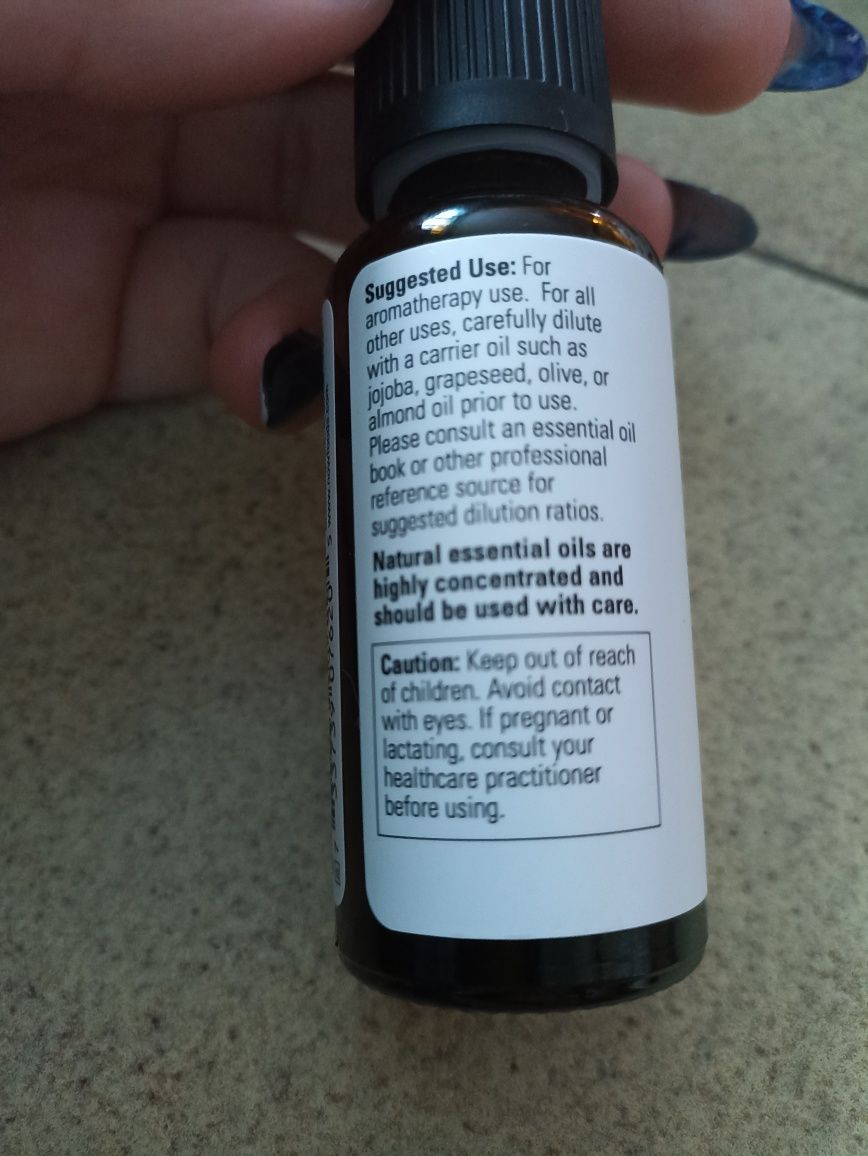 Suggested Use: For
aromatherapy use. For all
other uses, carefully dilute
with a carrier oil such as
jojoba, grapeseed, olive, or
almond oil prior to use.
Please consult an essential oil
book or other professional
reference source for
suggested dilution ratios.
Natural essential oils are
highly concentrated and
should be used with care.
Caution: Keep out of reach
of children. Avoid contact
with eyes. If pregnant or
lactating, consult your
healthcare practitioner
before using.
www.nowfoods.com